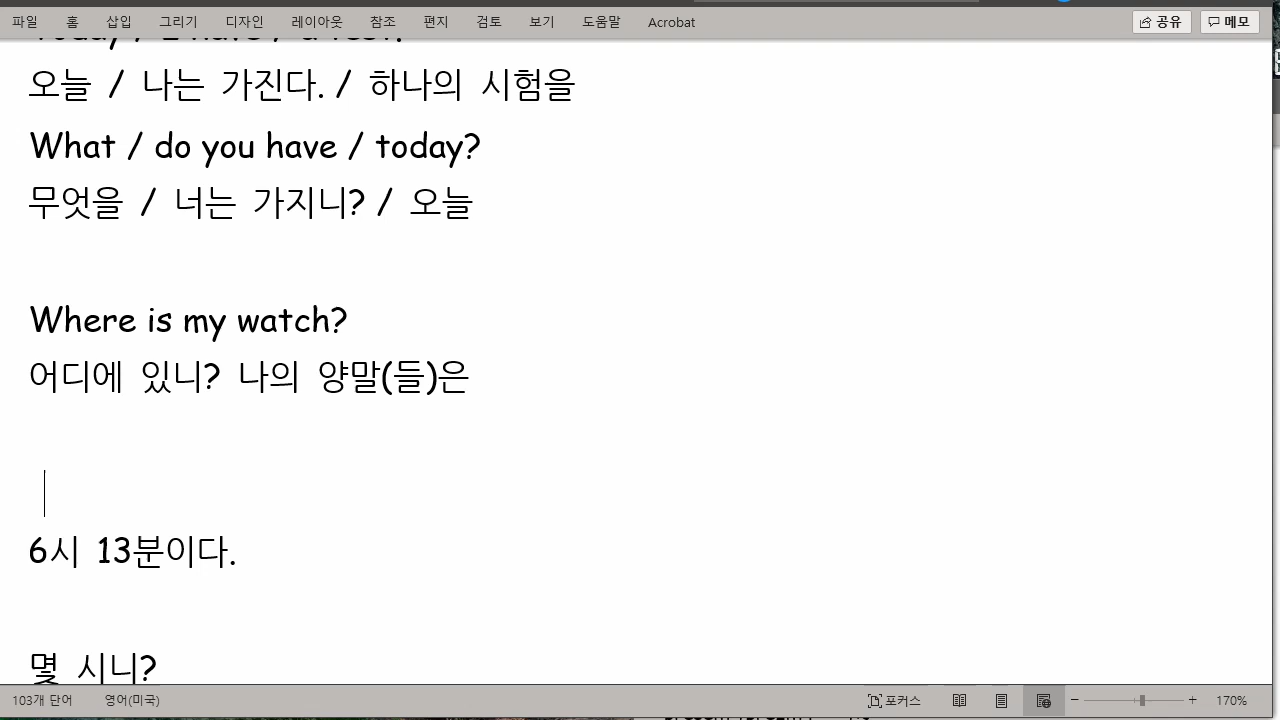 파일 홈 삽입 그리기 디자인 레이아웃 참조 편지 검토 보기 도움말 Acrobat 공유 메모
오늘 / 나는 가진다. / 하나의 시험을
What / do you have / today?
무엇을 / 너는 가지니? / 오늘
Where is my watch?
어디에 있니? 나의 양말(들)은
6시 13분이다.
몇 시니?
103개 단어 영어(미국) 포커스 170%